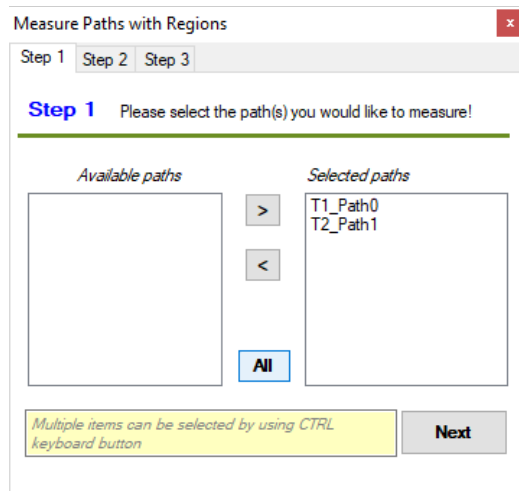 Measure Paths with Regions
x
Step 1 Step 2 Step 3
Step 1 Please select the path(s) you would like to measure!
Available paths Selected paths
>
T1_Path0
T2_Path1
<
All
Multiple items can be selected by using CTRL
keyboard button
Next